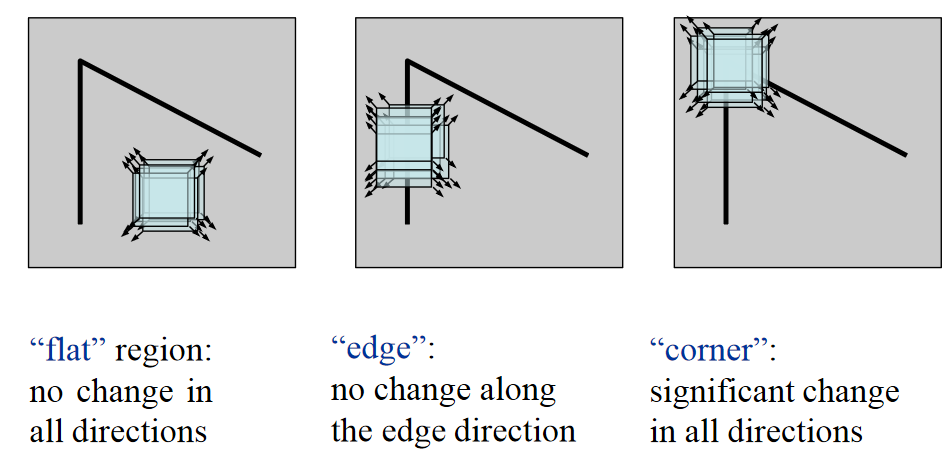 “flat” region:
no change in
all directions
“edge”:
no change along
the edge direction
“corner”:
significant change
in all directions